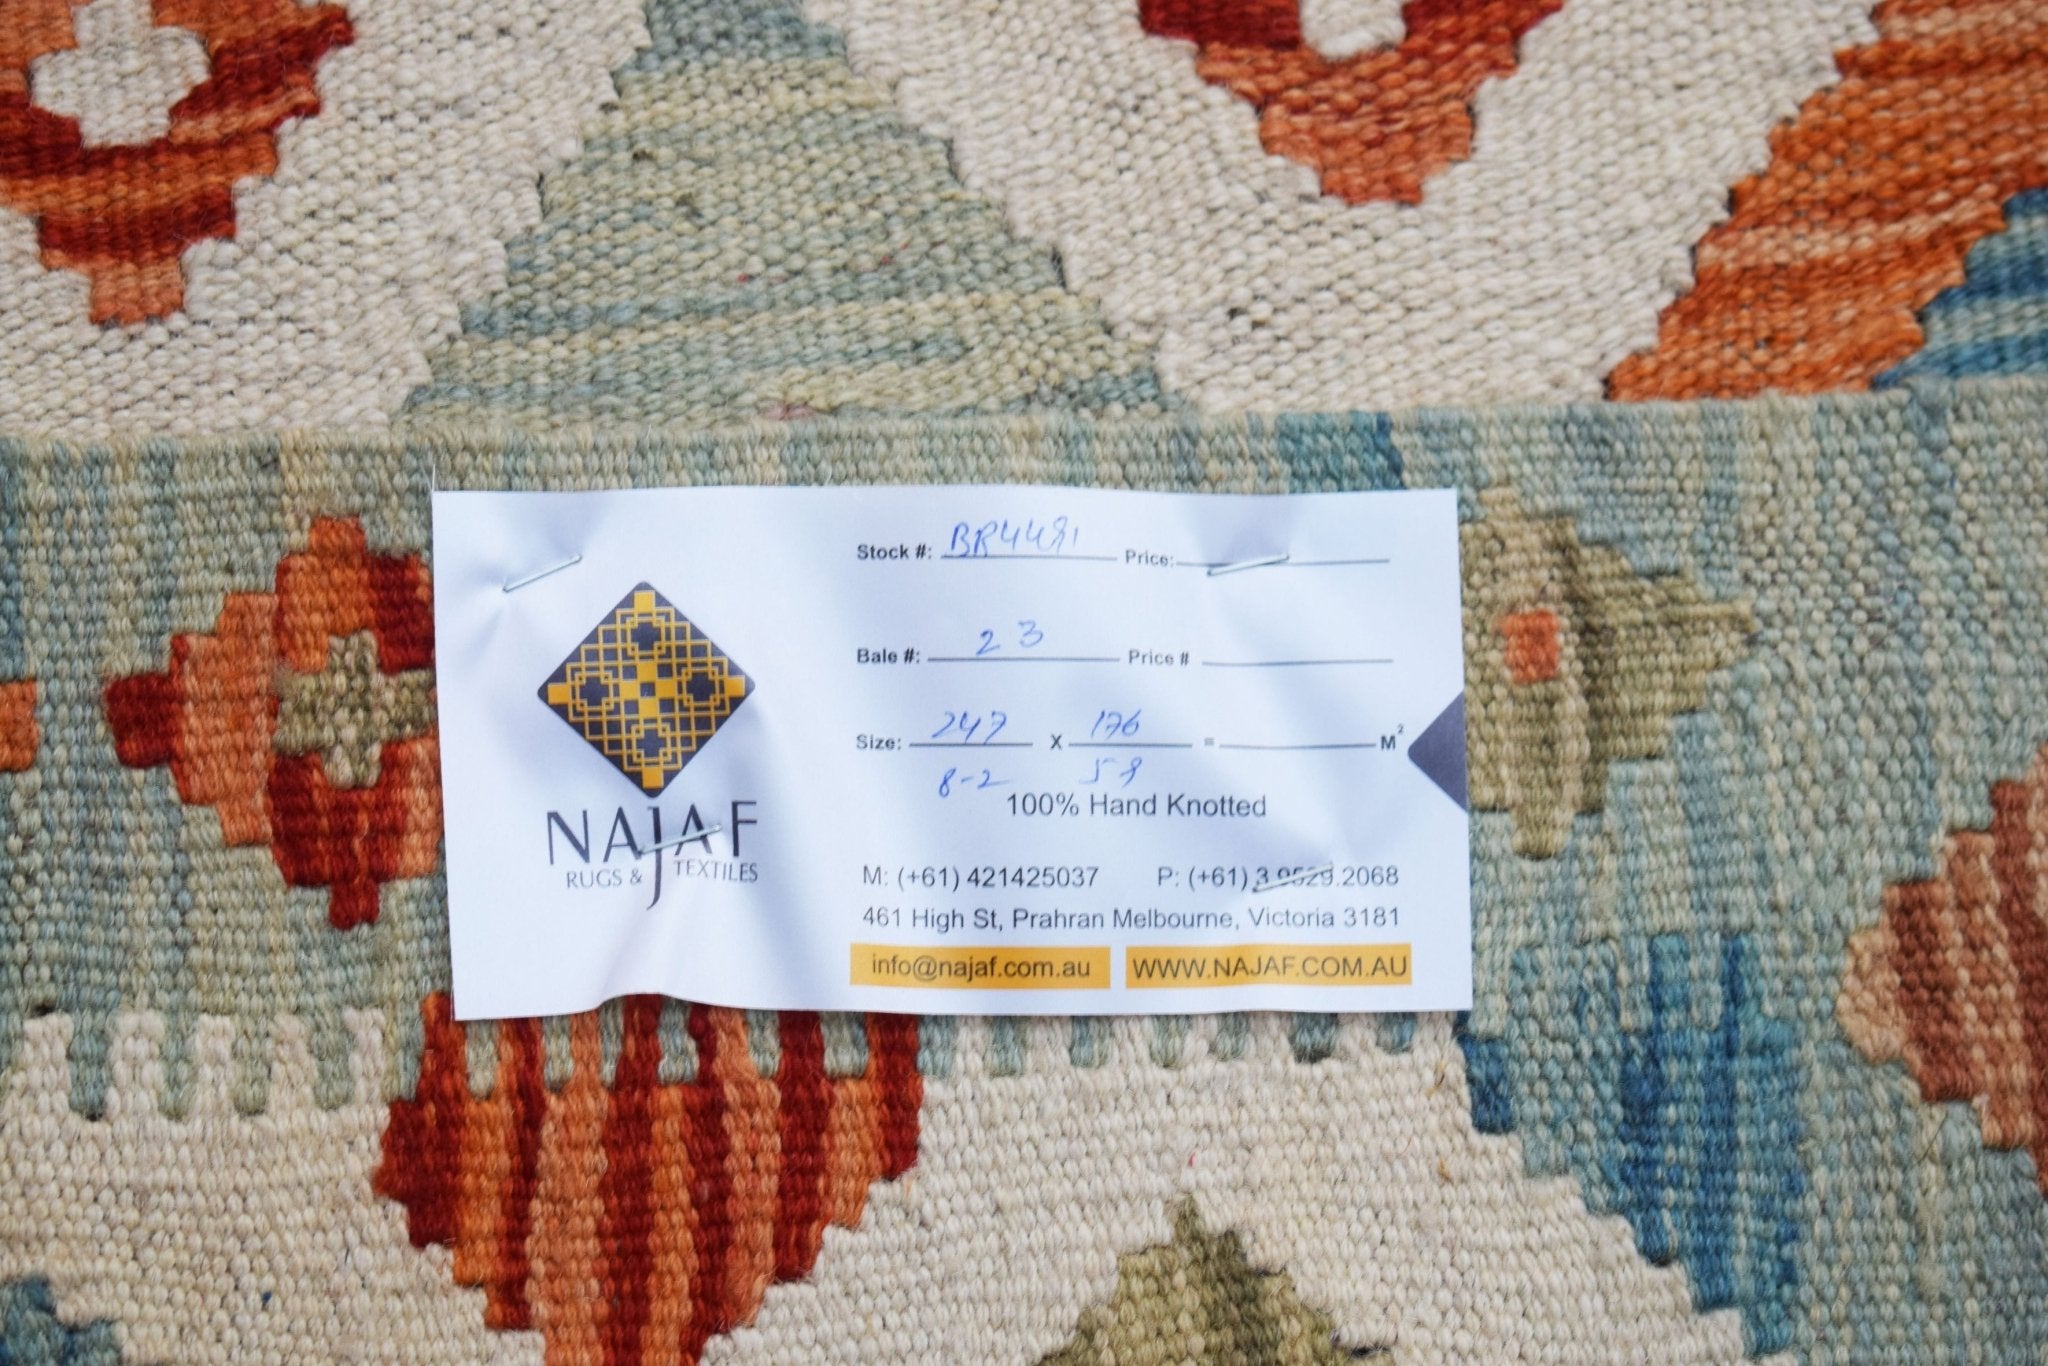 Stock #: BR4491 Price:
Bale #: 23 Price #
Size: 247 X 176 = M²
8-2 5-9
100% Hand Knotted
NAJAF
RUGS & TEXTILES
M: (+61) 421425037 P: (+61) 3.9529.2068
461 High St, Prahran Melbourne, Victoria 3181
info@najaf.com.au WWW.NAJAF.COM.AU